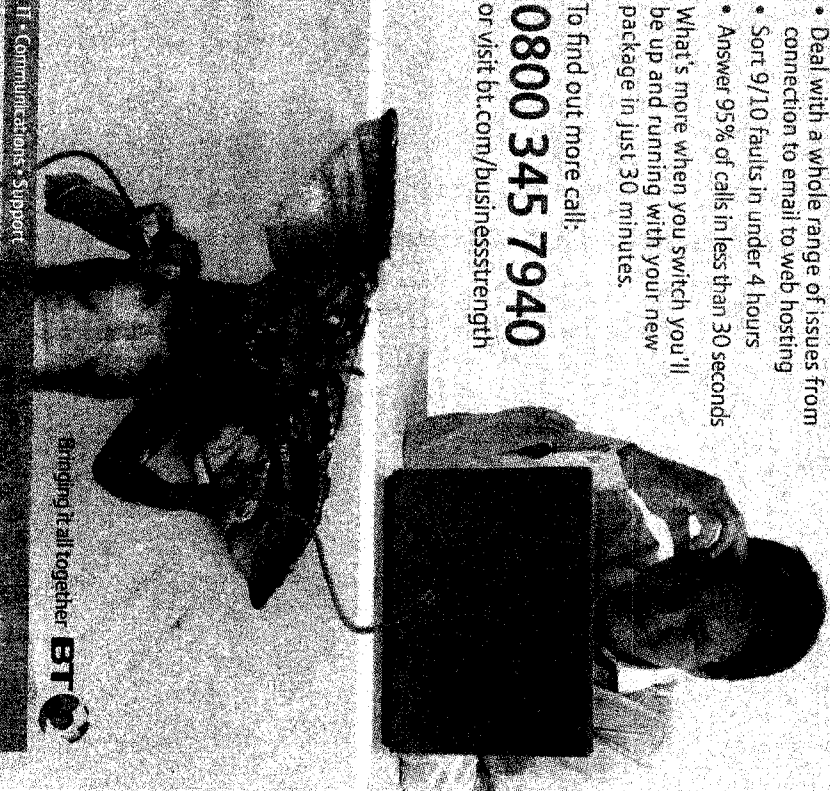 • Deal with a whole range of issues from
connection to email to web hosting
• Sort 9/10 faults in under 4 hours
• Answer 95% of calls in less than 30 seconds
What's more when you switch you'll
be up and running with your new
package in just 30 minutes.
To find out more call:
0800 345 7940
or visit bt.com/businessstrength
Bringing it all together BT
IT • Communications • Support